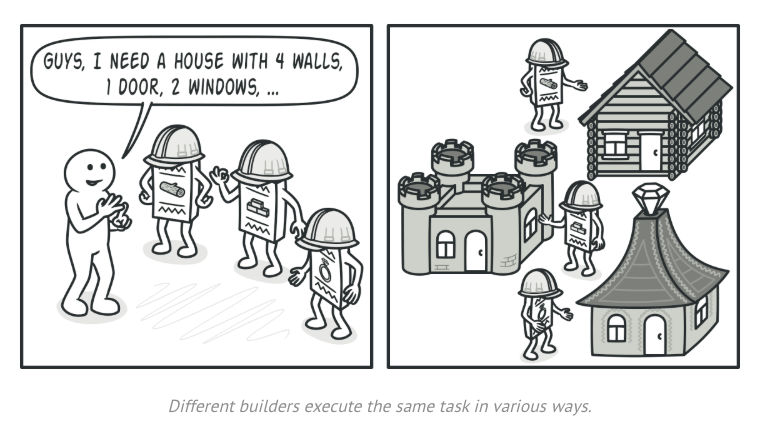 GUYS, I NEED A HOUSE WITH 4 WALLS,
1 DOOR, 2 WINDOWS, ...
Different builders execute the same task in various ways.